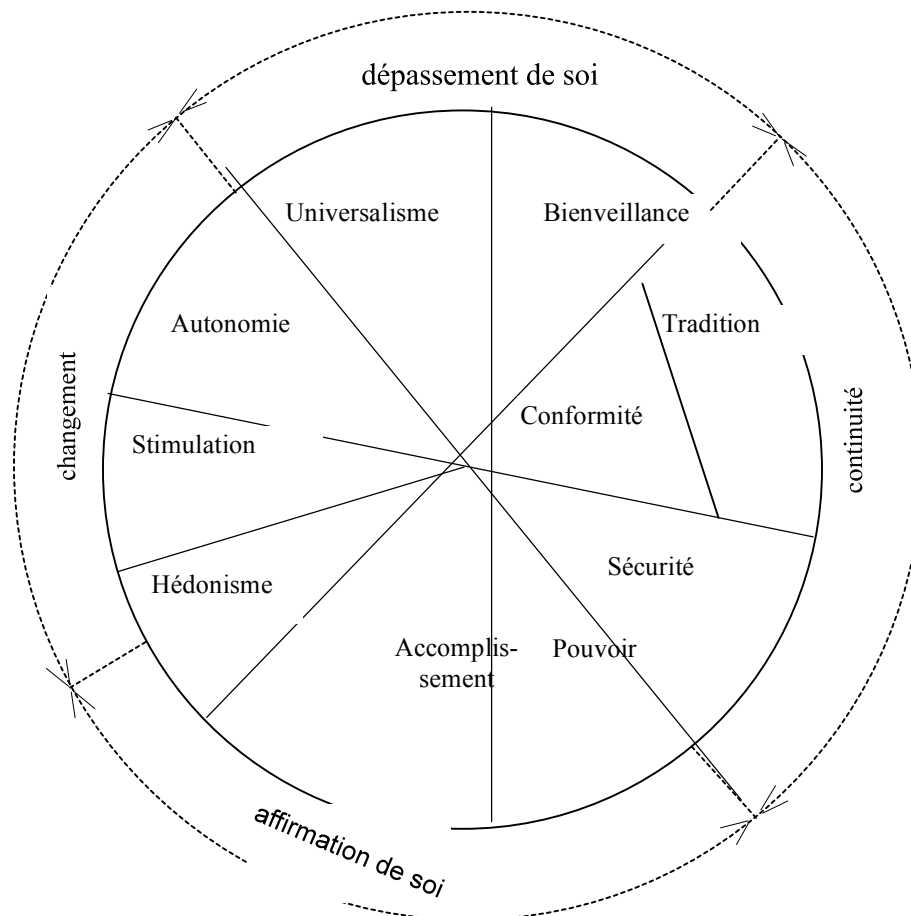 dépassement de soi
Universalisme
Bienveillance
Autonomie
Tradition
changement
Stimulation
Conformité
continuité
Hédonisme
Sécurité
Accomplis-
sement
Pouvoir
affirmation de soi